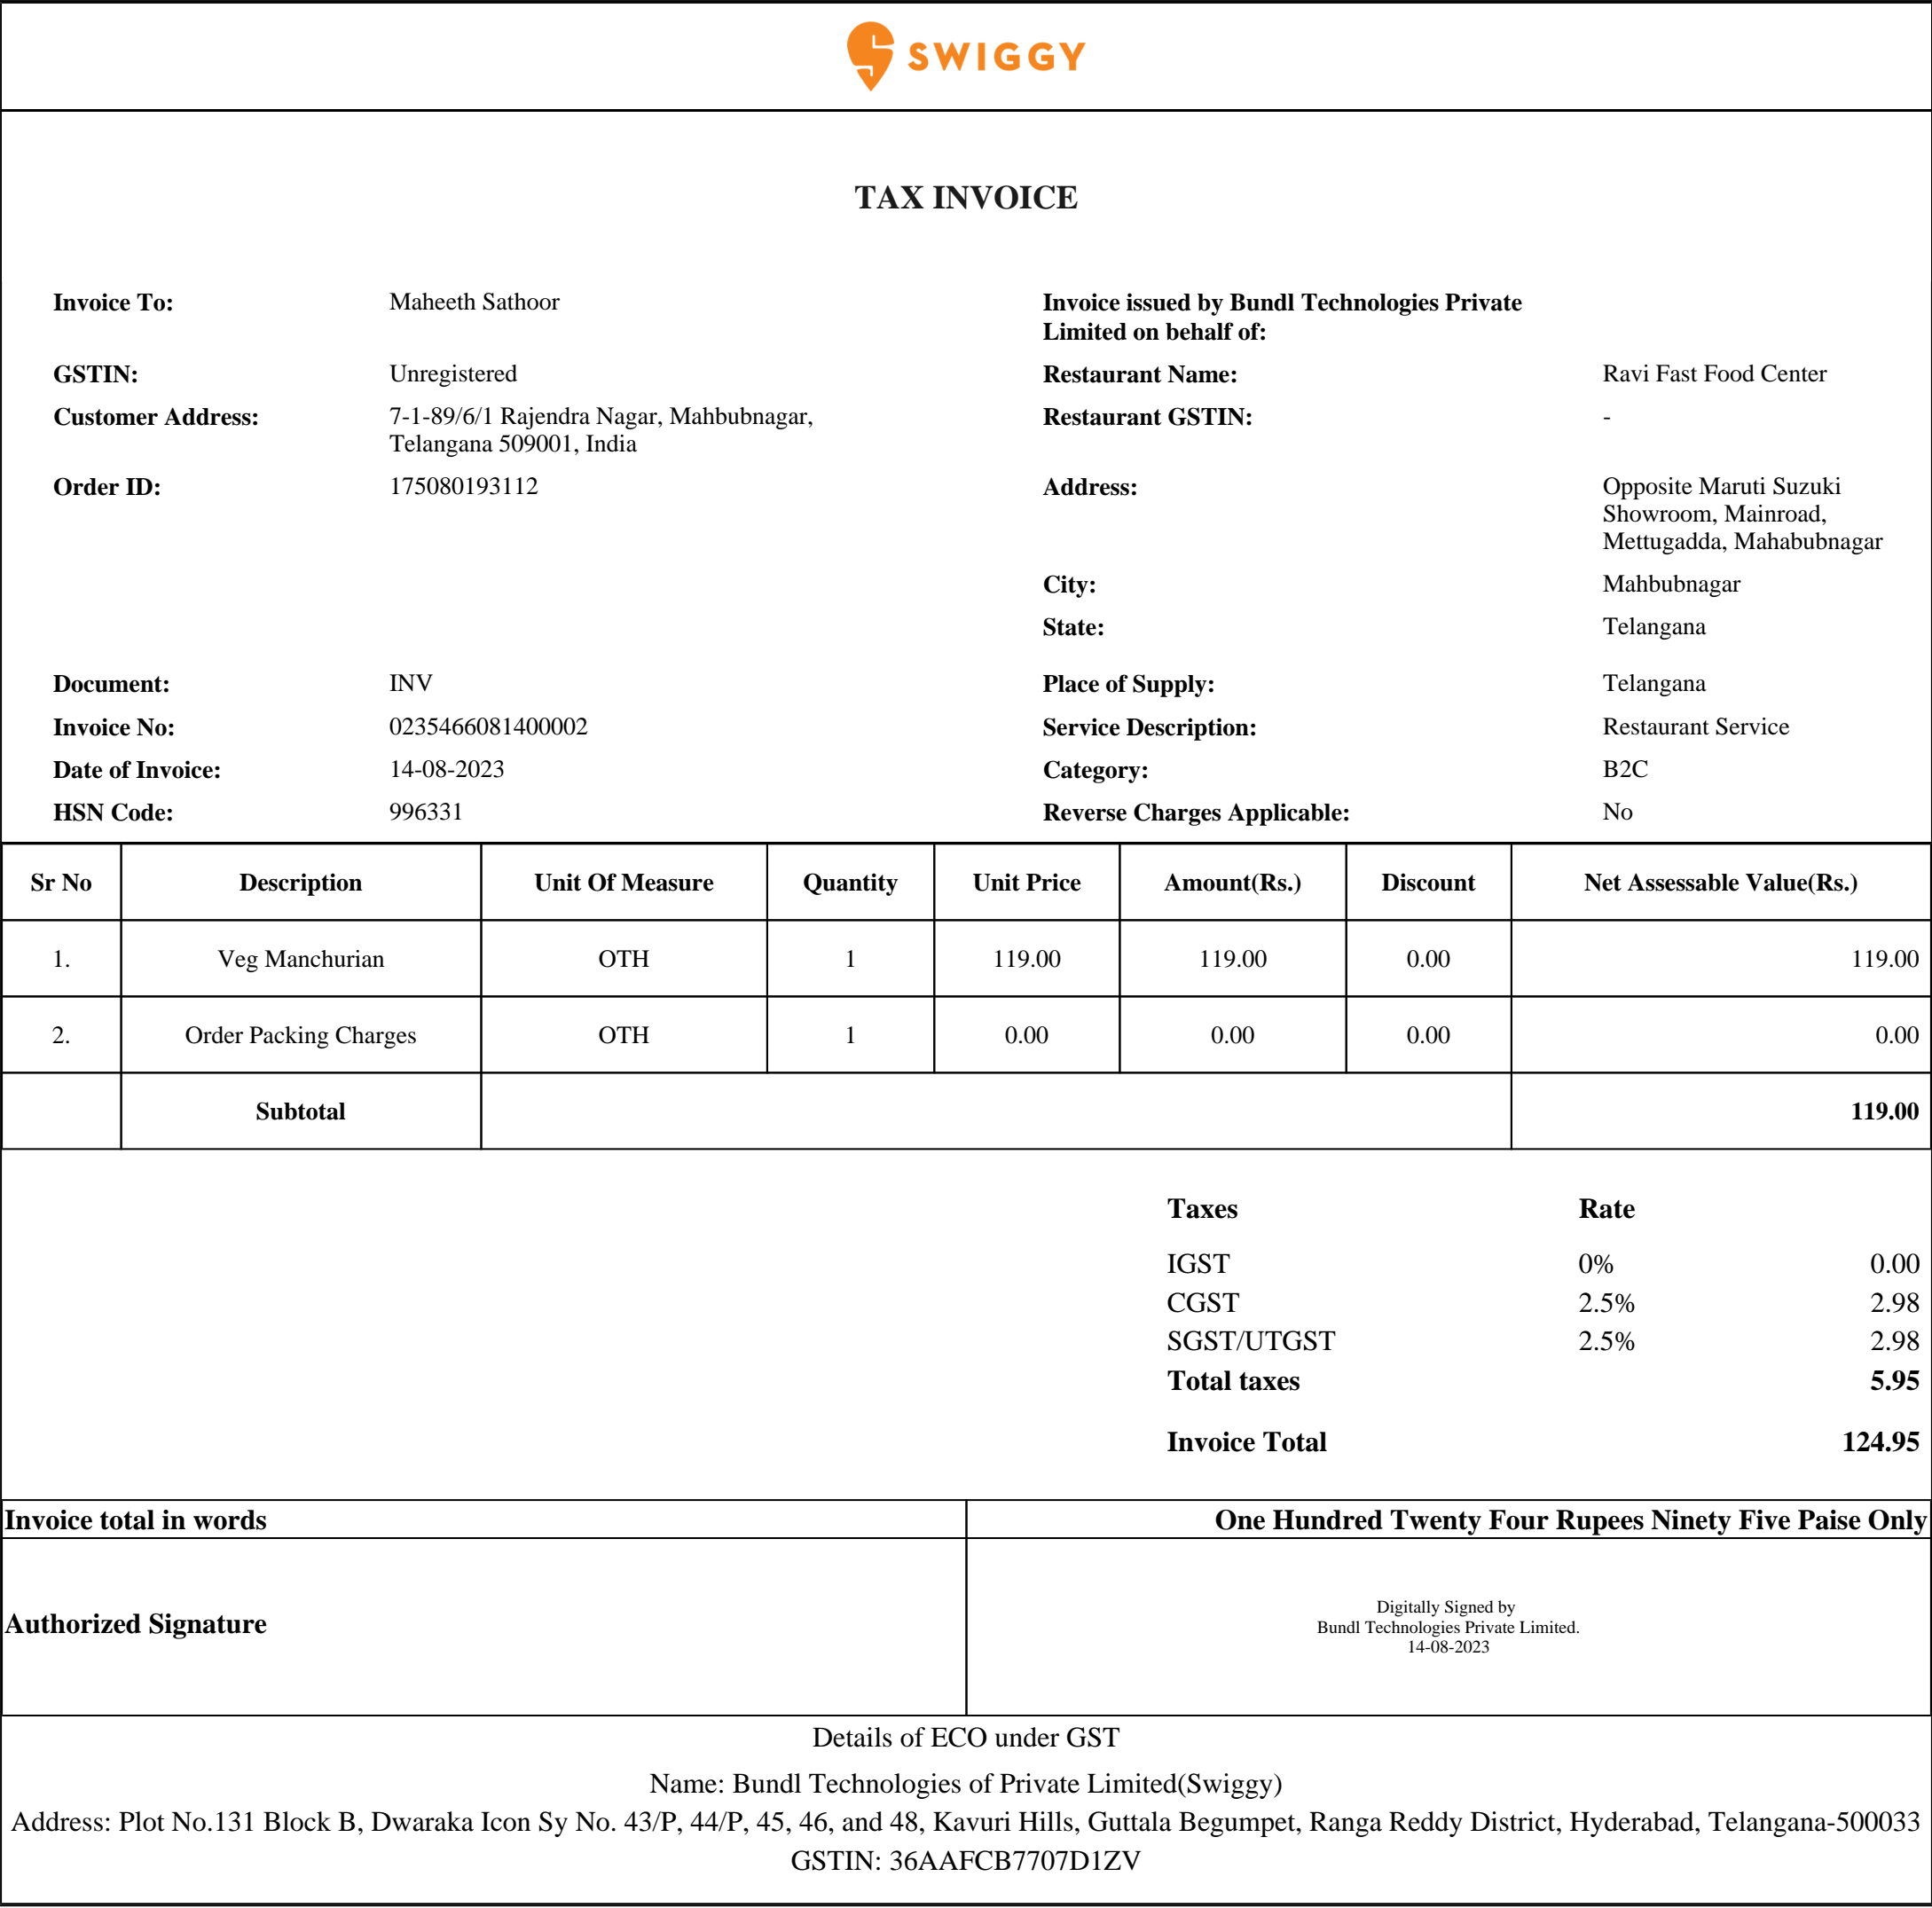 SWIGGY
TAX INVOICE
Invoice To: Maheeth Sathoor
Invoice issued by Bundl Technologies Private
Limited on behalf of:
GSTIN: Unregistered
Restaurant Name: Ravi Fast Food Center
Customer Address: 7-1-89/6/1 Rajendra Nagar, Mahbubnagar,
Telangana 509001, India
Restaurant GSTIN: -
Order ID: 175080193112
Address: Opposite Maruti Suzuki
Showroom, Mainroad,
Mettugadda, Mahabubnagar
City: Mahbubnagar
State: Telangana
Document: INV
Place of Supply: Telangana
Invoice No: 0235466081400002
Service Description: Restaurant Service
Date of Invoice: 14-08-2023
Category: B2C
HSN Code: 996331
Reverse Charges Applicable: No
Sr No Description Unit Of Measure Quantity Unit Price Amount(Rs.) Discount Net Assessable Value(Rs.)
1. Veg Manchurian OTH 1 119.00 119.00 0.00 119.00
2. Order Packing Charges OTH 1 0.00 0.00 0.00 0.00
Subtotal 119.00
Taxes Rate
IGST 0% 0.00
CGST 2.5% 2.98
SGST/UTGST 2.5% 2.98
Total taxes 5.95
Invoice Total 124.95
Invoice total in words One Hundred Twenty Four Rupees Ninety Five Paise Only
Authorized Signature
Digitally Signed by
Bundl Technologies Private Limited.
14-08-2023
Details of ECO under GST
Name: Bundl Technologies of Private Limited(Swiggy)
Address: Plot No.131 Block B, Dwaraka Icon Sy No. 43/P, 44/P, 45, 46, and 48, Kavuri Hills, Guttala Begumpet, Ranga Reddy District, Hyderabad, Telangana-500033
GSTIN: 36AAFCB7707D1ZV